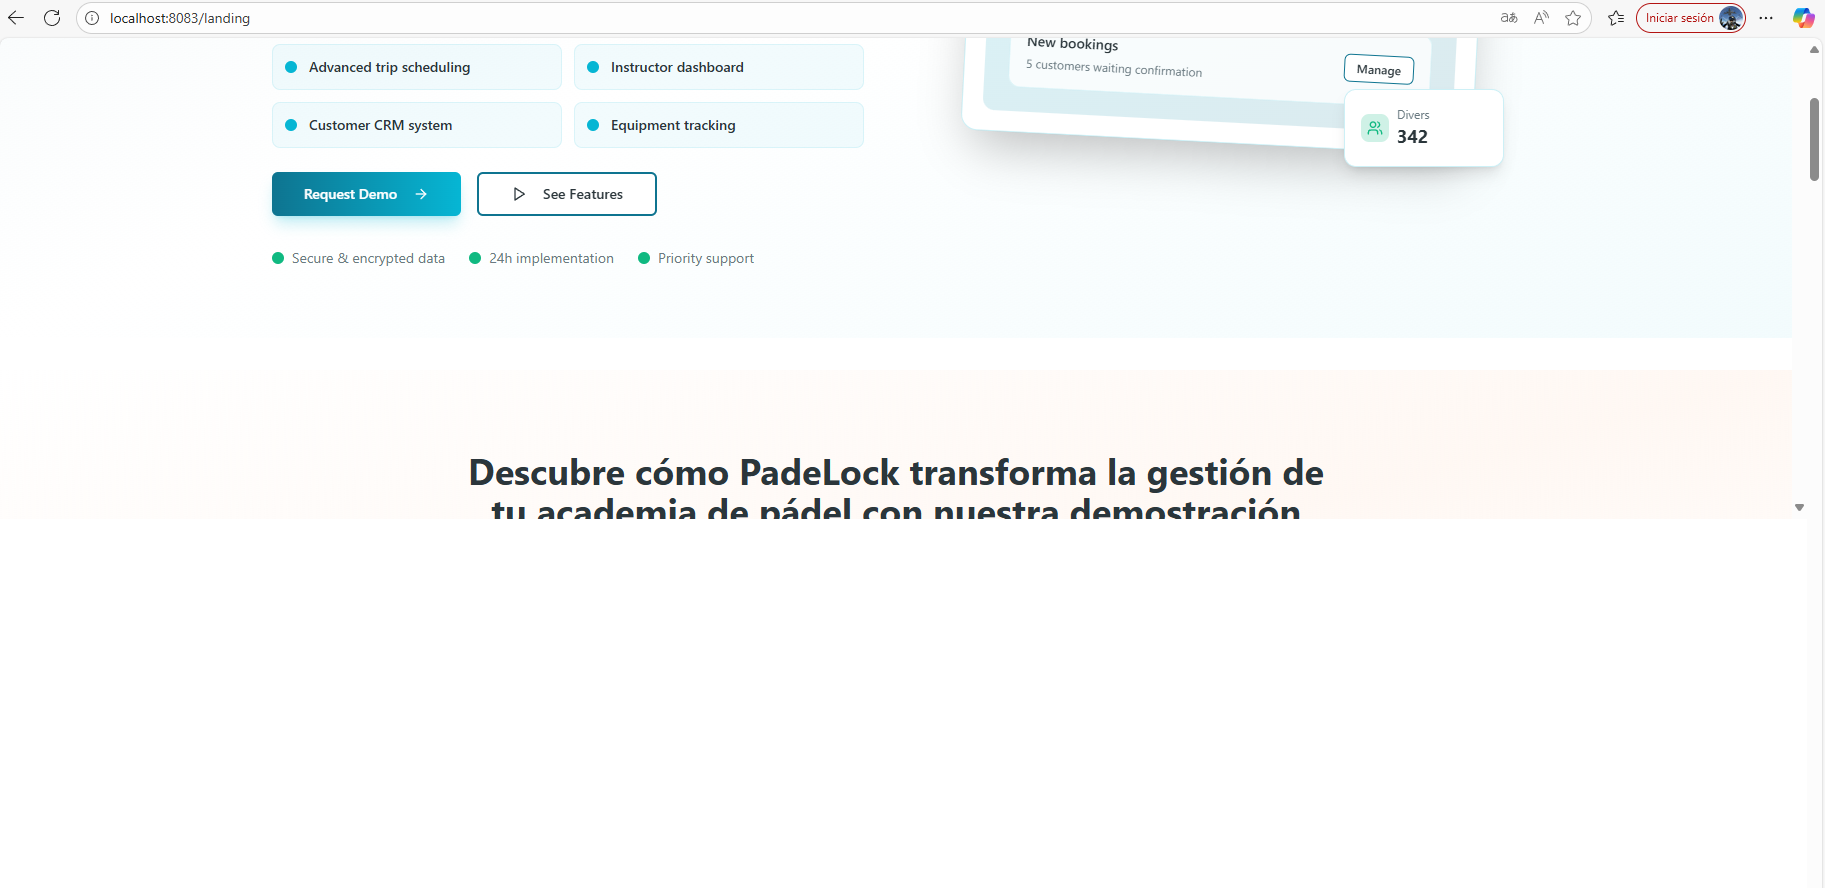 localhost:8083/landing
Iniciar sesión
New bookings
5 customers waiting confirmation
Manage
Advanced trip scheduling
Instructor dashboard
Customer CRM system
Equipment tracking
Divers
342
Request Demo
See Features
Secure & encrypted data
24h implementation
Priority support
Descubre cómo PadeLock transforma la gestión de
tu academia de pádel con nuestra demostración